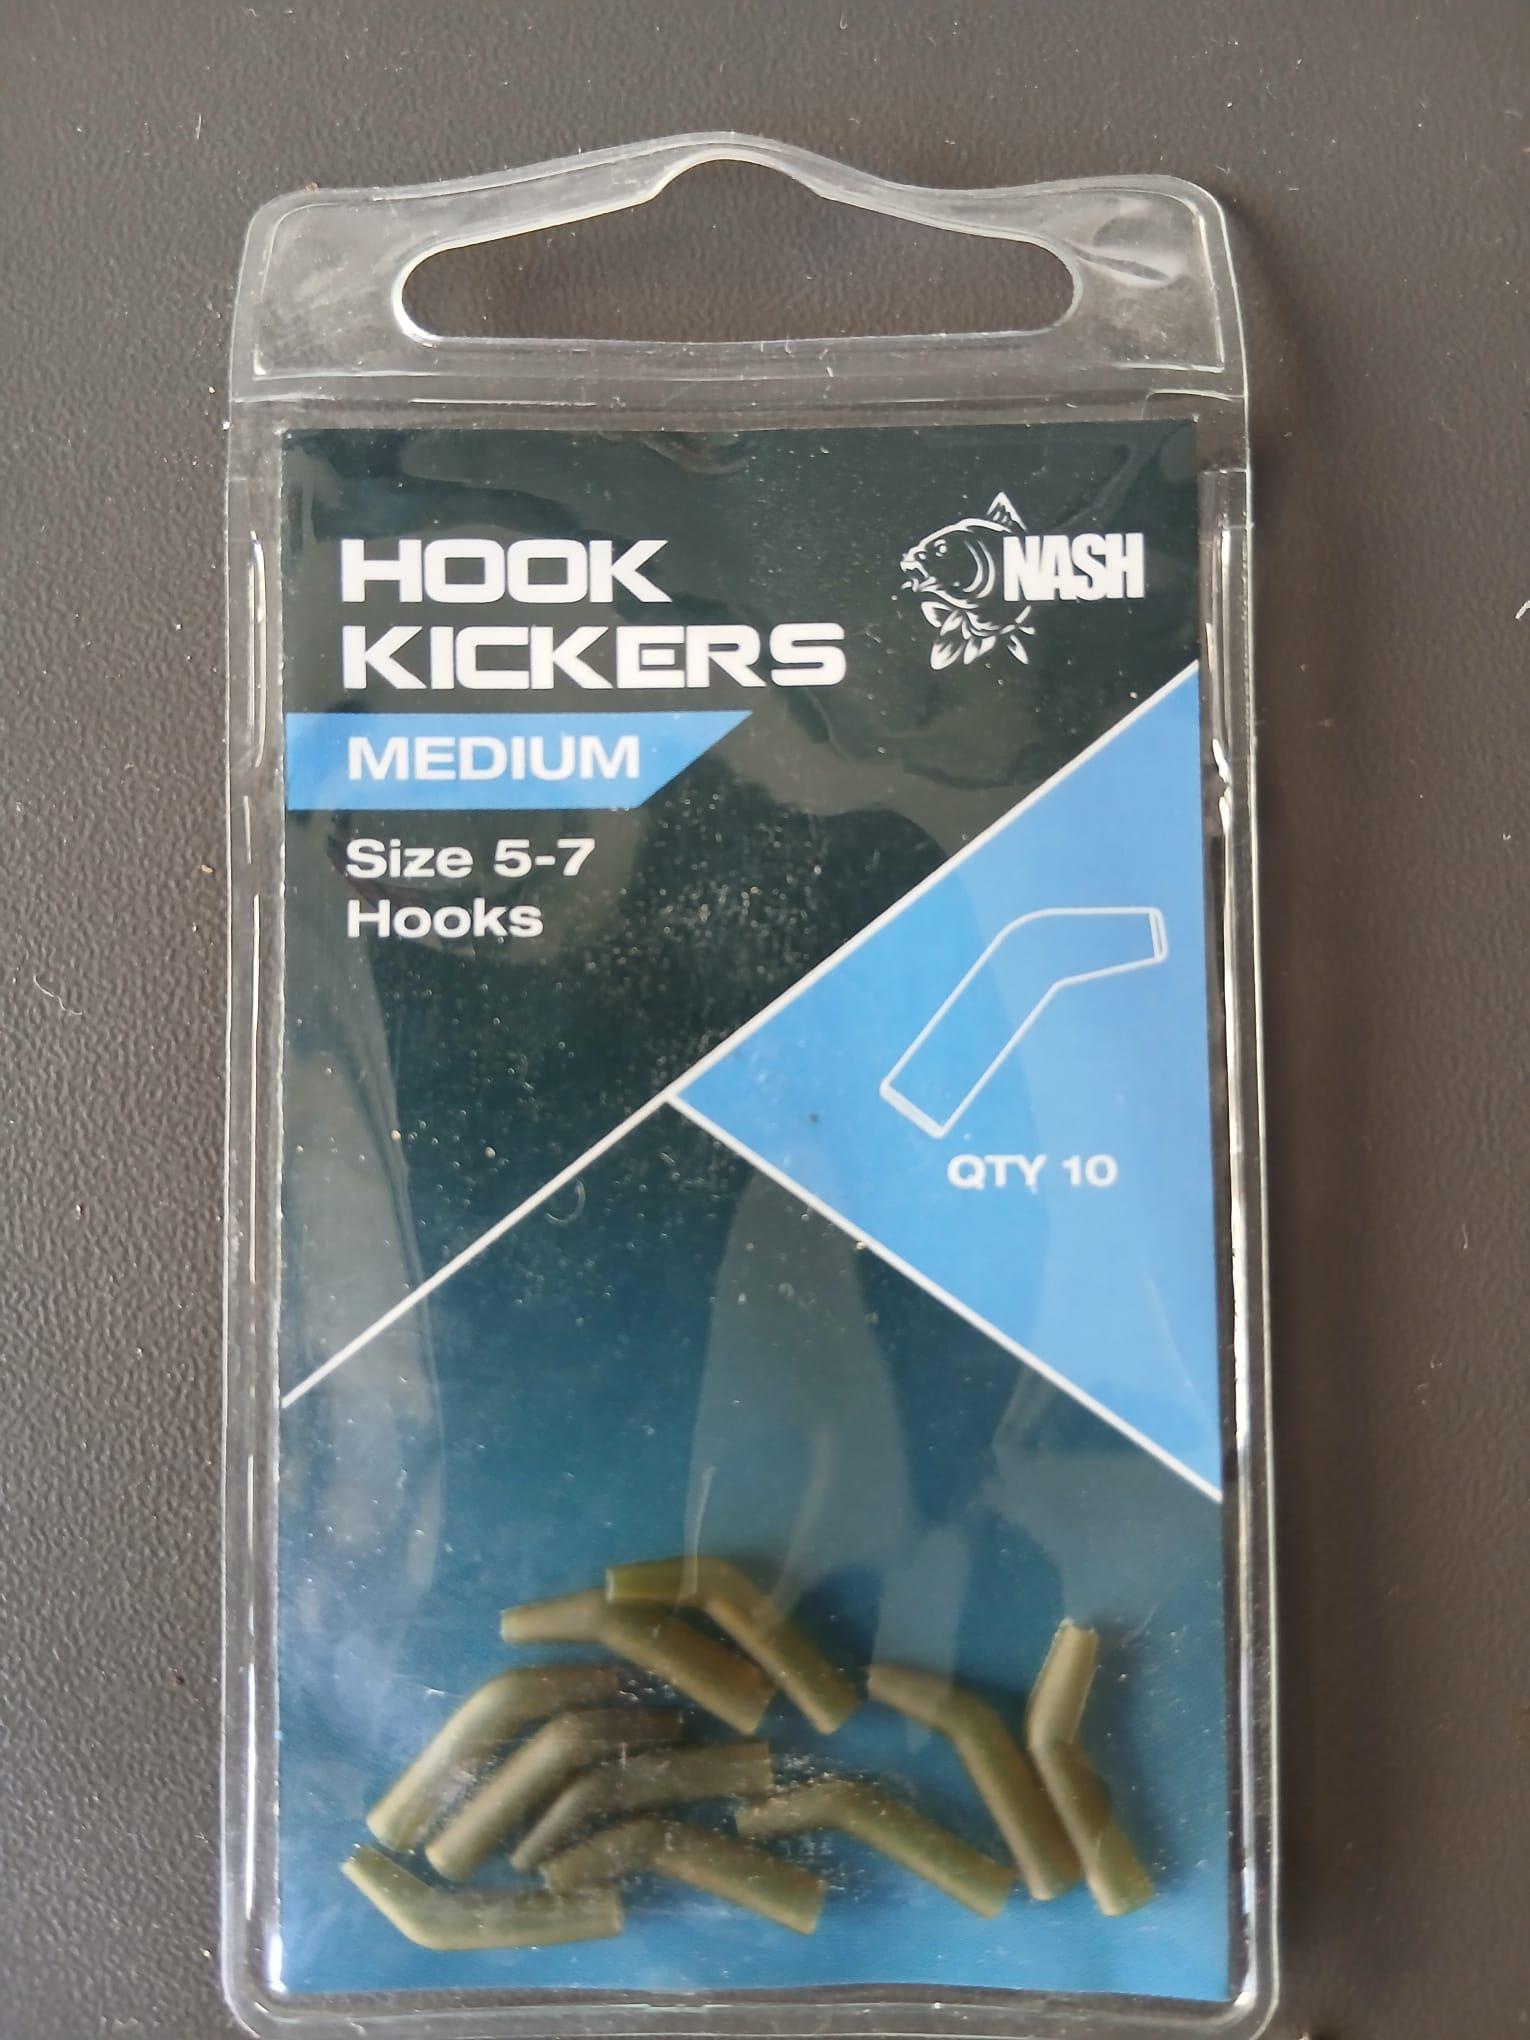 HOOK
KICKERS
NASH
MEDIUM
Size 5-7
Hooks
QTY 10